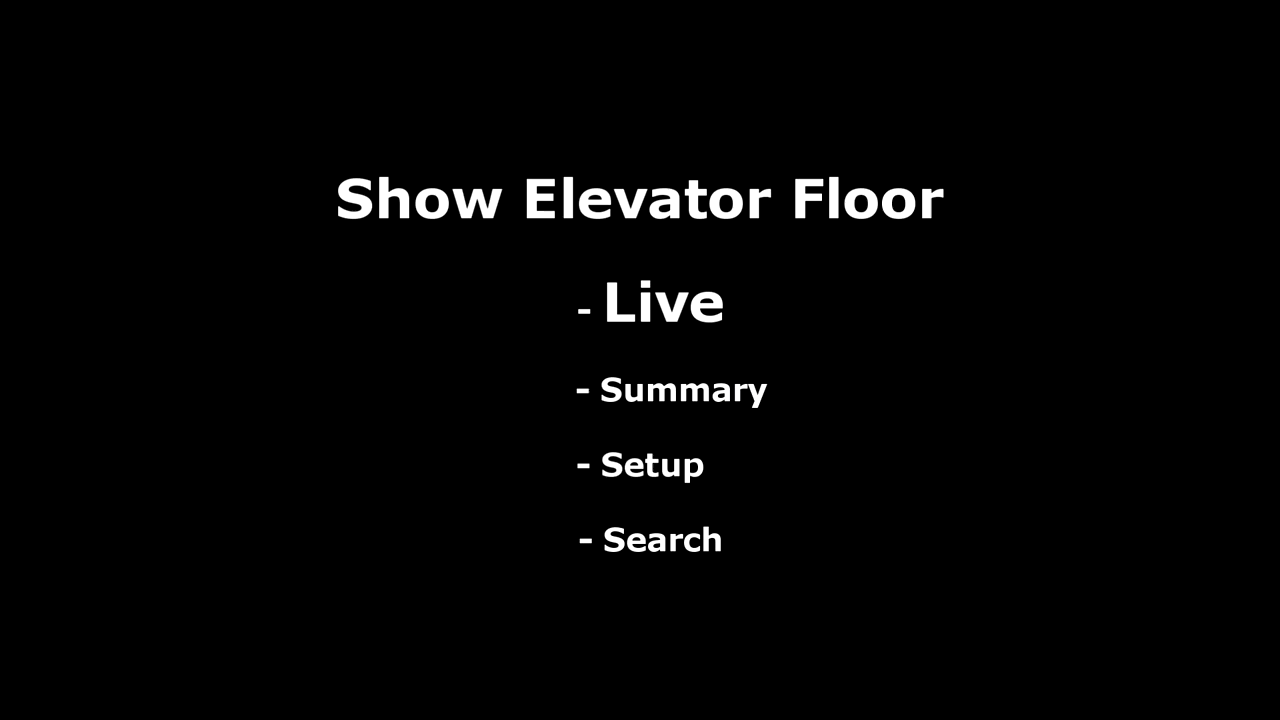 Show Elevator Floor
- Live
- Summary
- Setup
- Search